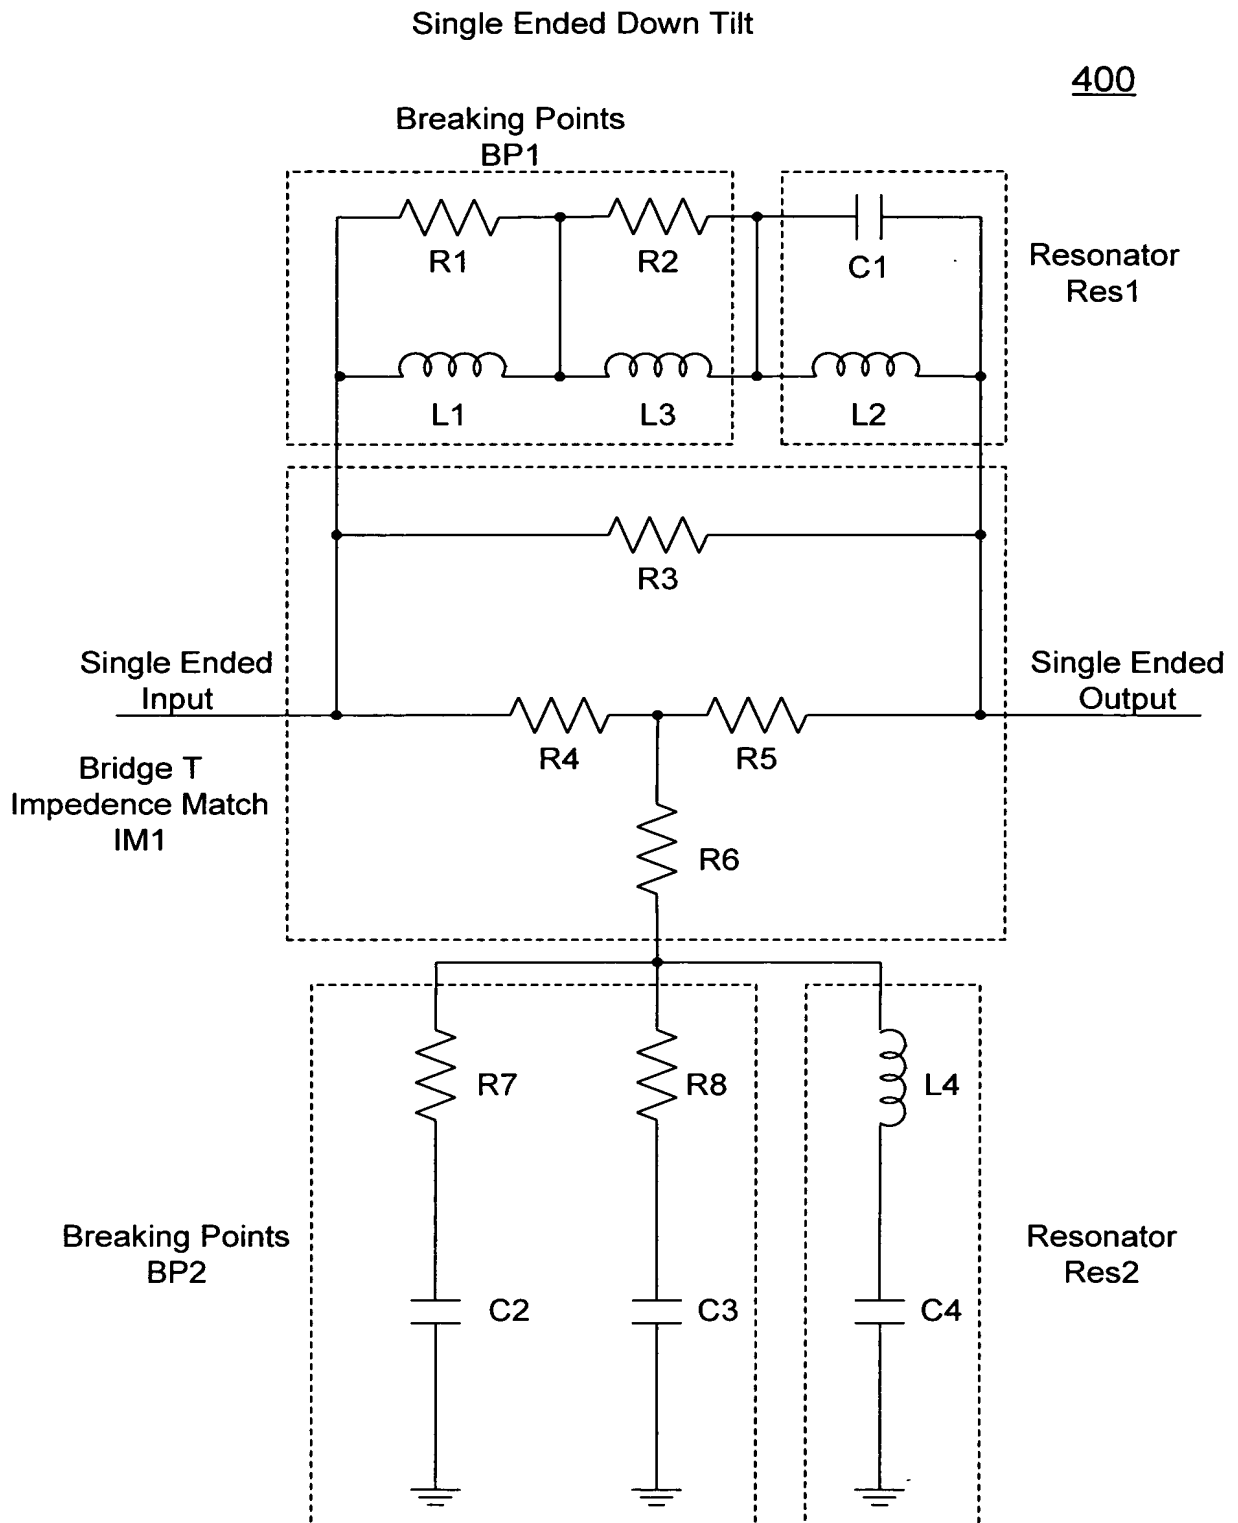 Single Ended Down Tilt
400
Breaking Points
BP1
R1
R2
C1
Resonator
Res1
L1
L3
L2
R3
Single Ended
Input
Single Ended
Output
R4
R5
Bridge T
Impedence Match
IM1
R6
R7
R8
L4
Breaking Points
BP2
Resonator
Res2
C2
C3
C4